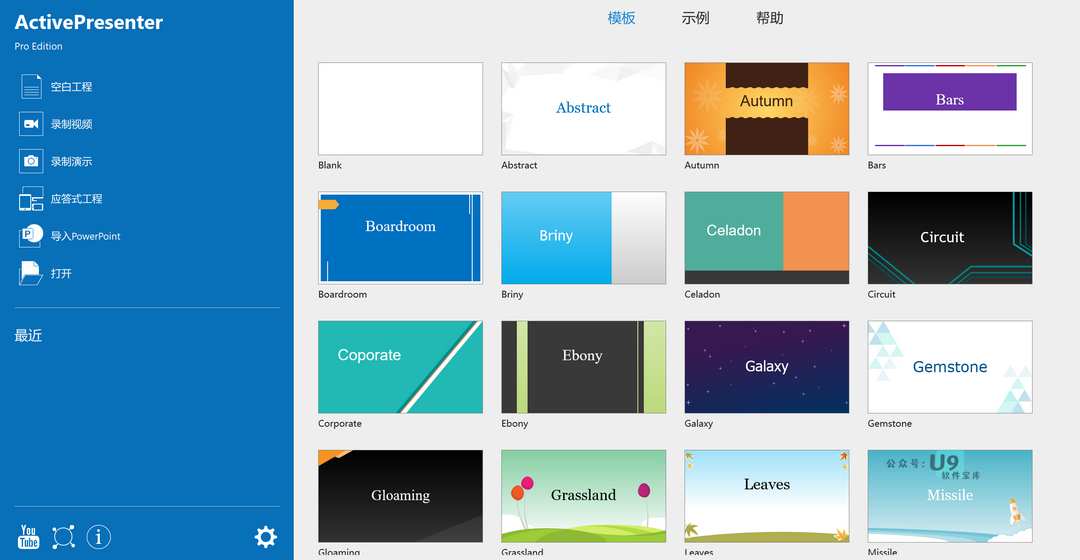 ActivePresenter
Pro Edition
空白工程
录制视频
录制演示
应答式工程
导入PowerPoint
打开
最近
You
Tube
模板 示例 帮助
Blank
Abstract
Abstract
Autumn
Autumn
Bars
Bars
Boardroom
Boardroom
Briny
Briny
Celadon
Celadon
Circuit
Circuit
Coporate
Corporate
Ebony
Ebony
Galaxy
Galaxy
Gemstone
Gemstone
Gloaming
Gloaming
Grassland
Grassland
Leaves
Leaves
公众号：U9
软件宝库
Missile
Missile